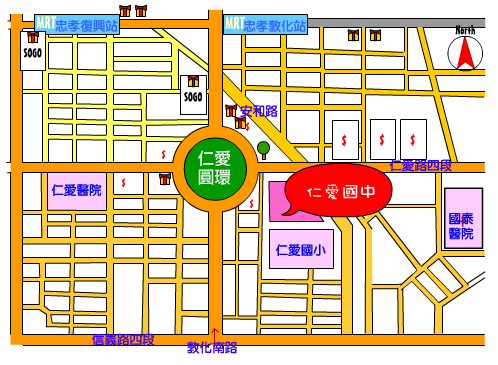 MRT忠孝復興站
MRT忠孝敦化站
North
SOGO
SOGO
安和路
仁愛
圓環
仁愛路四段
仁愛醫院
仁愛國中
國泰
醫院
仁愛國小
信義路四段
敦化南路